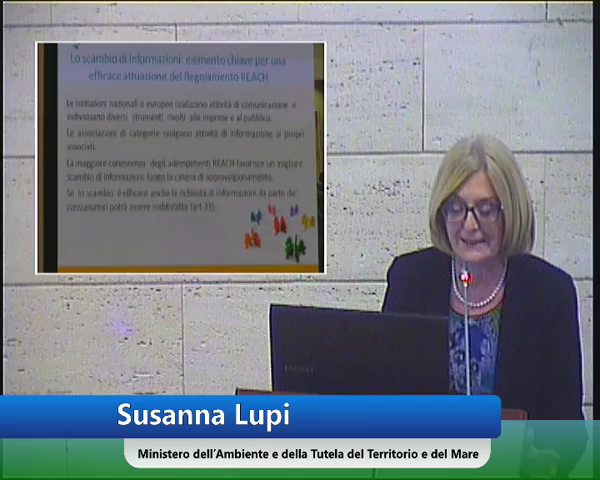 Lo scambio di informazioni: elemento chiave per una
efficace attuazione del Regolamento REACH
Le istituzioni nazionali e europee realizzano attività di comunicazione e
individuano diversi strumenti rivolti alle imprese e al pubblico.
Le associazioni di categorie svolgono attività di informazione ai propri
associati.
La maggiore conoscenza degli adempimenti REACH favorisce un migliore
scambio di informazioni lungo la catena di approvvigionamento.
Se lo scambio è efficace anche la richiesta di informazioni da parte dei
consumatori potrà essere soddisfatta (art.33).
SAMSUNG
Susanna Lupi
Ministero dell'Ambiente e della Tutela del Territorio e del Mare